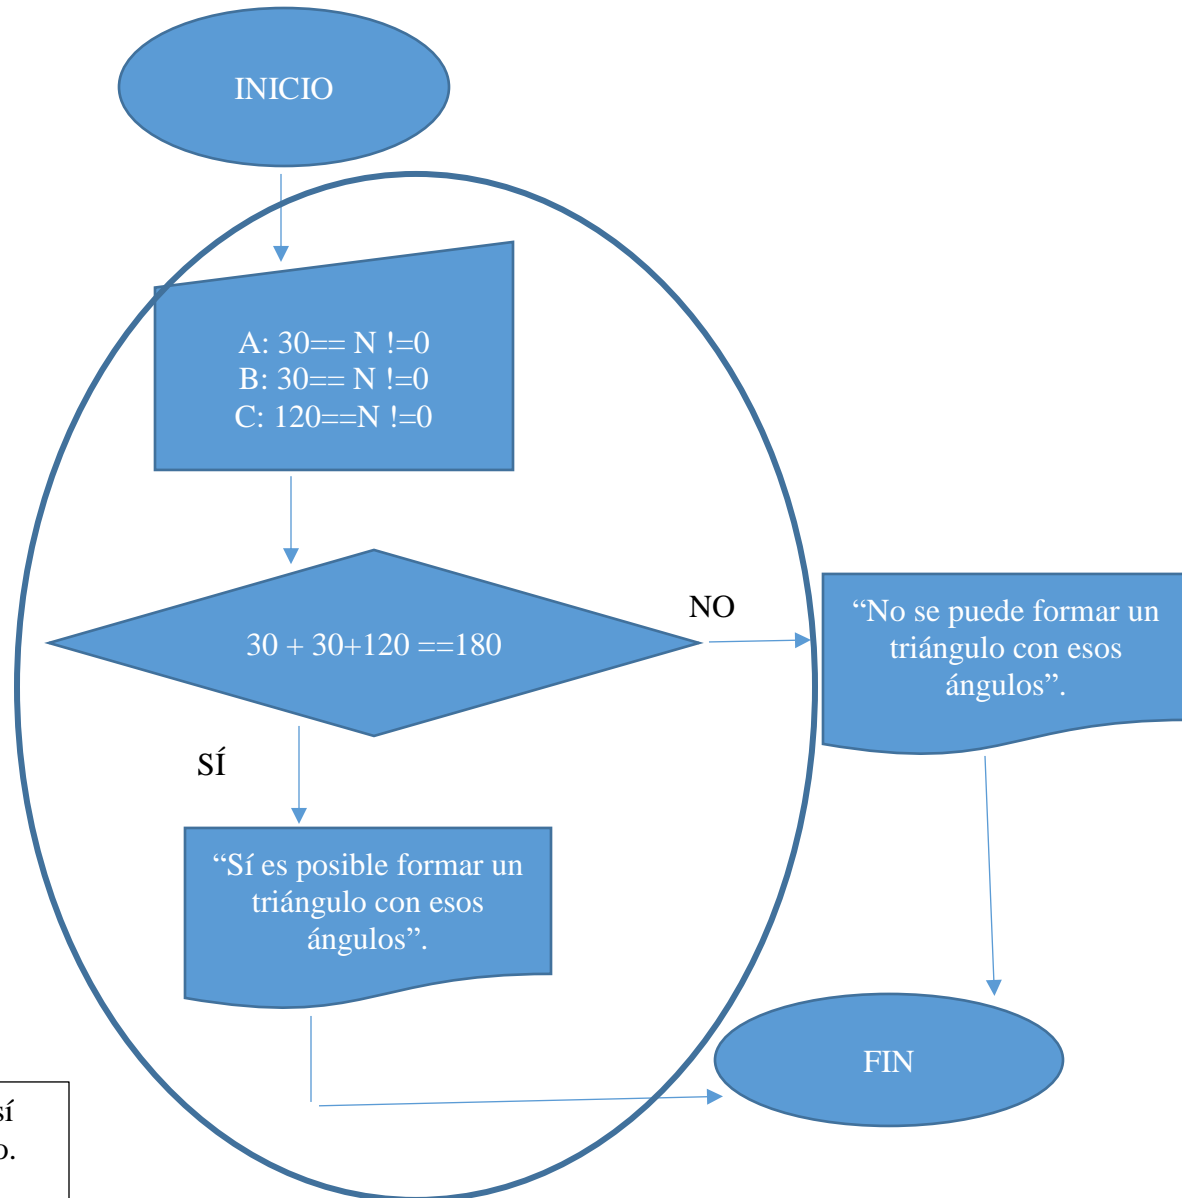 INICIO
A: 30== N !=0
B: 30== N !=0
C: 120==N !=0
30 + 30+120 ==180
NO
“No se puede formar un
triángulo con esos
ángulos”.
SÍ
“Sí es posible formar un
triángulo con esos
ángulos”.
FIN
sí